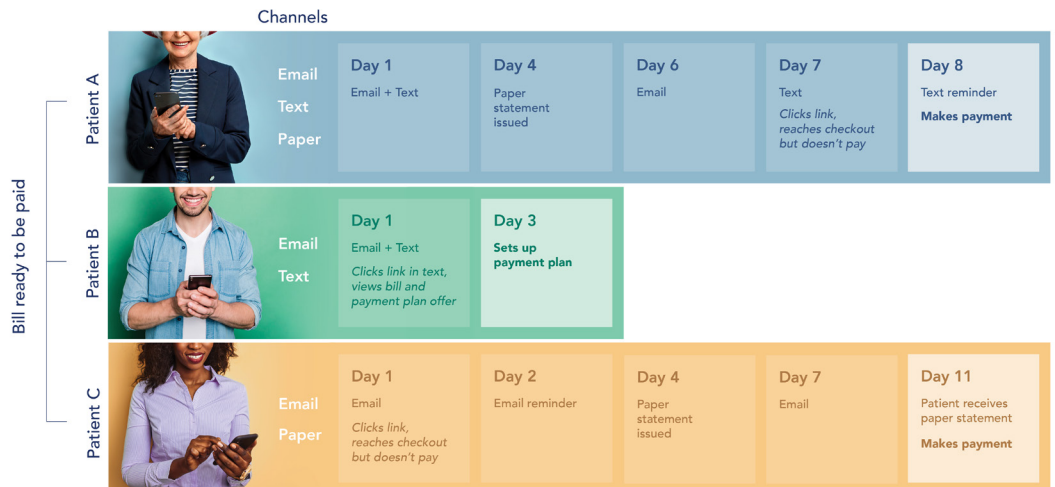 Channels
Bill ready to be paid
Patient A
Email
Text
Paper
Day 1
Email + Text
Day 4
Paper
statement
issued
Day 6
Email
Day 7
Text
Clicks link,
reaches checkout
but doesn't pay
Day 8
Text reminder
Makes payment
Patient B
Email
Text
Day 1
Email + Text
Clicks link in text,
views bill and
payment plan offer
Day 3
Sets up
payment plan
Patient C
Email
Paper
Day 1
Email
Clicks link,
reaches checkout
but doesn't pay
Day 2
Email reminder
Day 4
Paper
statement
issued
Day 7
Email
Day 11
Patient receives
paper statement
Makes payment